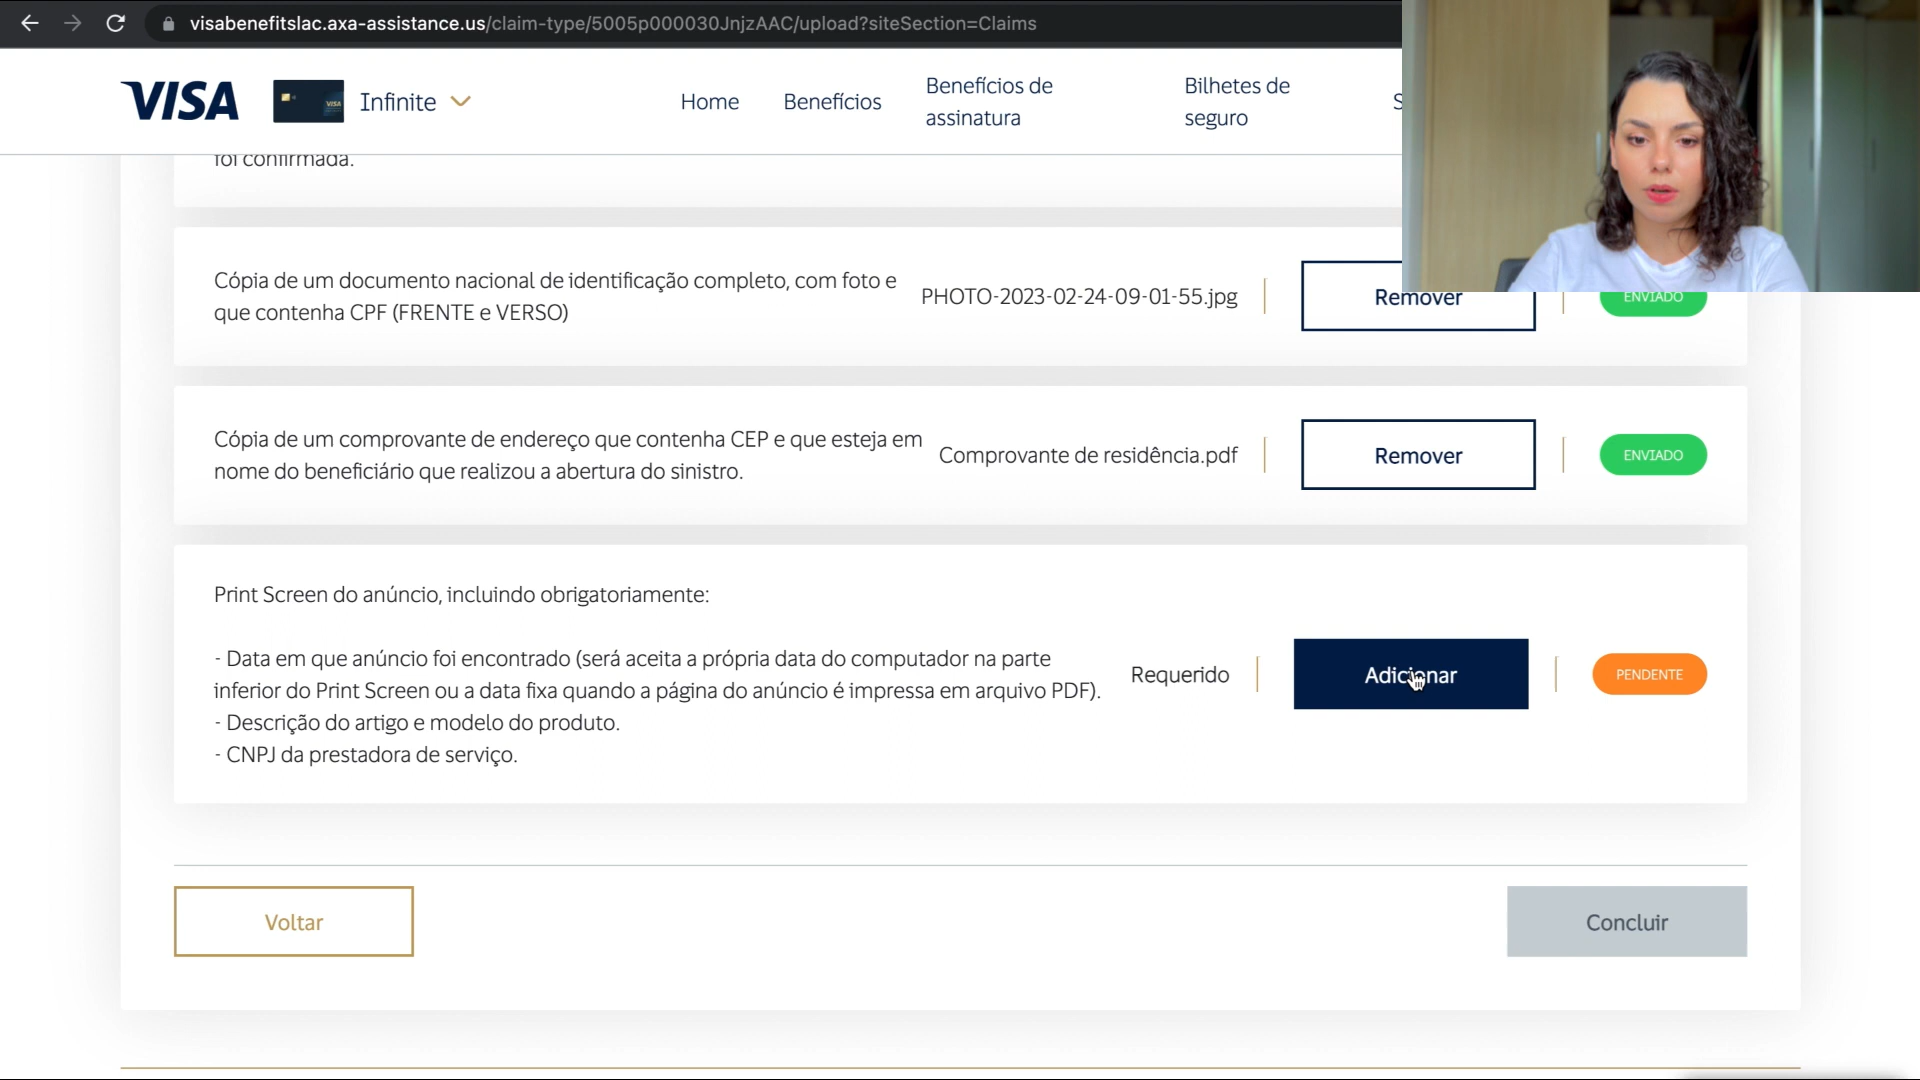 visabenefitslac.axa-assistance.us/claim-type/5005p000030JnjzAAC/upload?siteSection=Claims
VISA
VISA
Infinite
Home
Benefícios
Benefícios de
assinatura
Bilhetes de
seguro
S
foi confirmada.
Cópia de um documento nacional de identificação completo, com foto e
que contenha CPF (FRENTE e VERSO)
PHOTO-2023-02-24-09-01-55.jpg
Remover
ENVIADO
Cópia de um comprovante de endereço que contenha CEP e que esteja em
nome do beneficiário que realizou a abertura do sinistro.
Comprovante de residência.pdf
Remover
ENVIADO
Print Screen do anúncio, incluindo obrigatoriamente:
- Data em que anúncio foi encontrado (será aceita a própria data do computador na parte
inferior do Print Screen ou a data fixa quando a página do anúncio é impressa em arquivo PDF).
- Descrição do artigo e modelo do produto.
- CNPJ da prestadora de serviço.
Requerido
Adicionar
PENDENTE
Voltar
Concluir